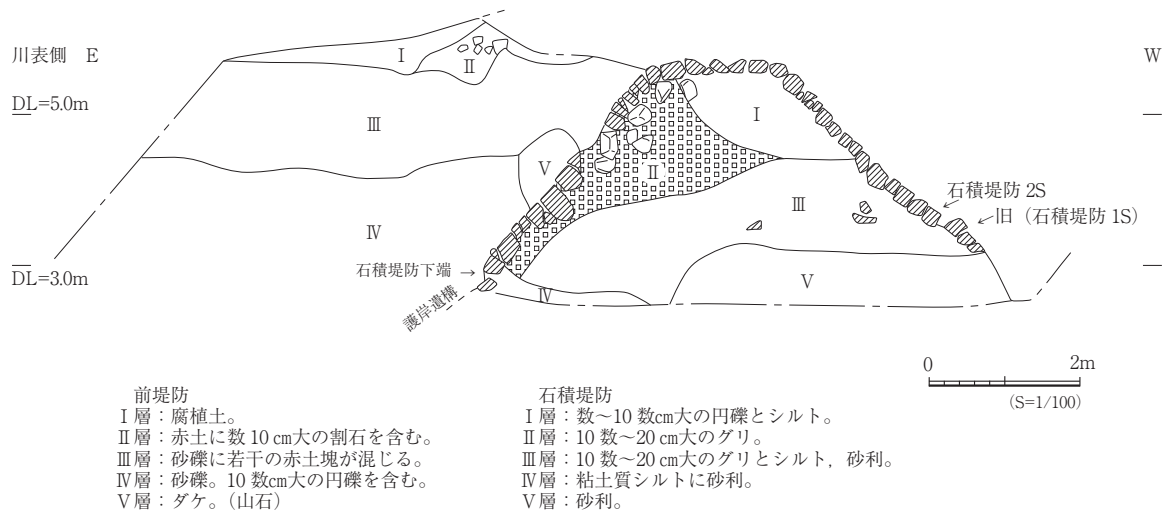 川表側 E
W
DL=5.0m
DL=3.0m
Ⅰ
Ⅱ
Ⅲ
Ⅳ
Ⅴ
Ⅰ
Ⅱ
Ⅲ
Ⅳ
Ⅴ
石積堤防 2S
旧（石積堤防 1S）
石積堤防下端
護岸遺構
0 2m
(S=1/100)
前堤防
Ⅰ層：腐植土。
Ⅱ層：赤土に数 10 cm大の割石を含む。
Ⅲ層：砂礫に若干の赤土塊が混じる。
Ⅳ層：砂礫。10 数cm大の円礫を含む。
Ⅴ層：ダケ。（山石）
石積堤防
Ⅰ層：数～10 数cm大の円礫とシルト。
Ⅱ層：10 数～20 cm大のグリ。
Ⅲ層：10 数～20 cm大のグリとシルト，砂利。
Ⅳ層：粘土質シルトに砂利。
Ⅴ層：砂利。